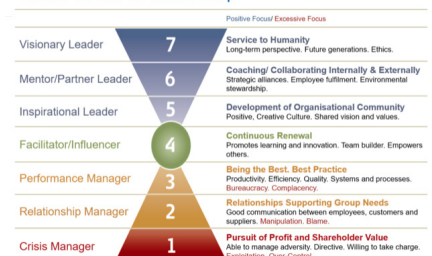 Positive Focus/ Excessive Focus
Visionary Leader
7
Service to Humanity
Long-term perspective. Future generations. Ethics.
Mentor/Partner Leader
6
Coaching/ Collaborating Internally & Externally
Strategic alliances. Employee fulfilment. Environmental
stewardship.
Inspirational Leader
5
Development of Organisational Community
Positive, Creative Culture. Shared vision and values.
Facilitator/Influencer
4
Continuous Renewal
Promotes learning and innovation. Team builder. Empowers
others.
Performance Manager
3
Being the Best. Best Practice
Productivity. Efficiency. Quality. Systems and processes.
Bureaucracy. Complacency.
Relationship Manager
2
Relationships Supporting Group Needs
Good communication between employees, customers and
suppliers. Manipulation. Blame.
Crisis Manager
1
Pursuit of Profit and Shareholder Value
Able to manage adversity. Directive. Willing to take charge.
Exploitation. Over-Control.